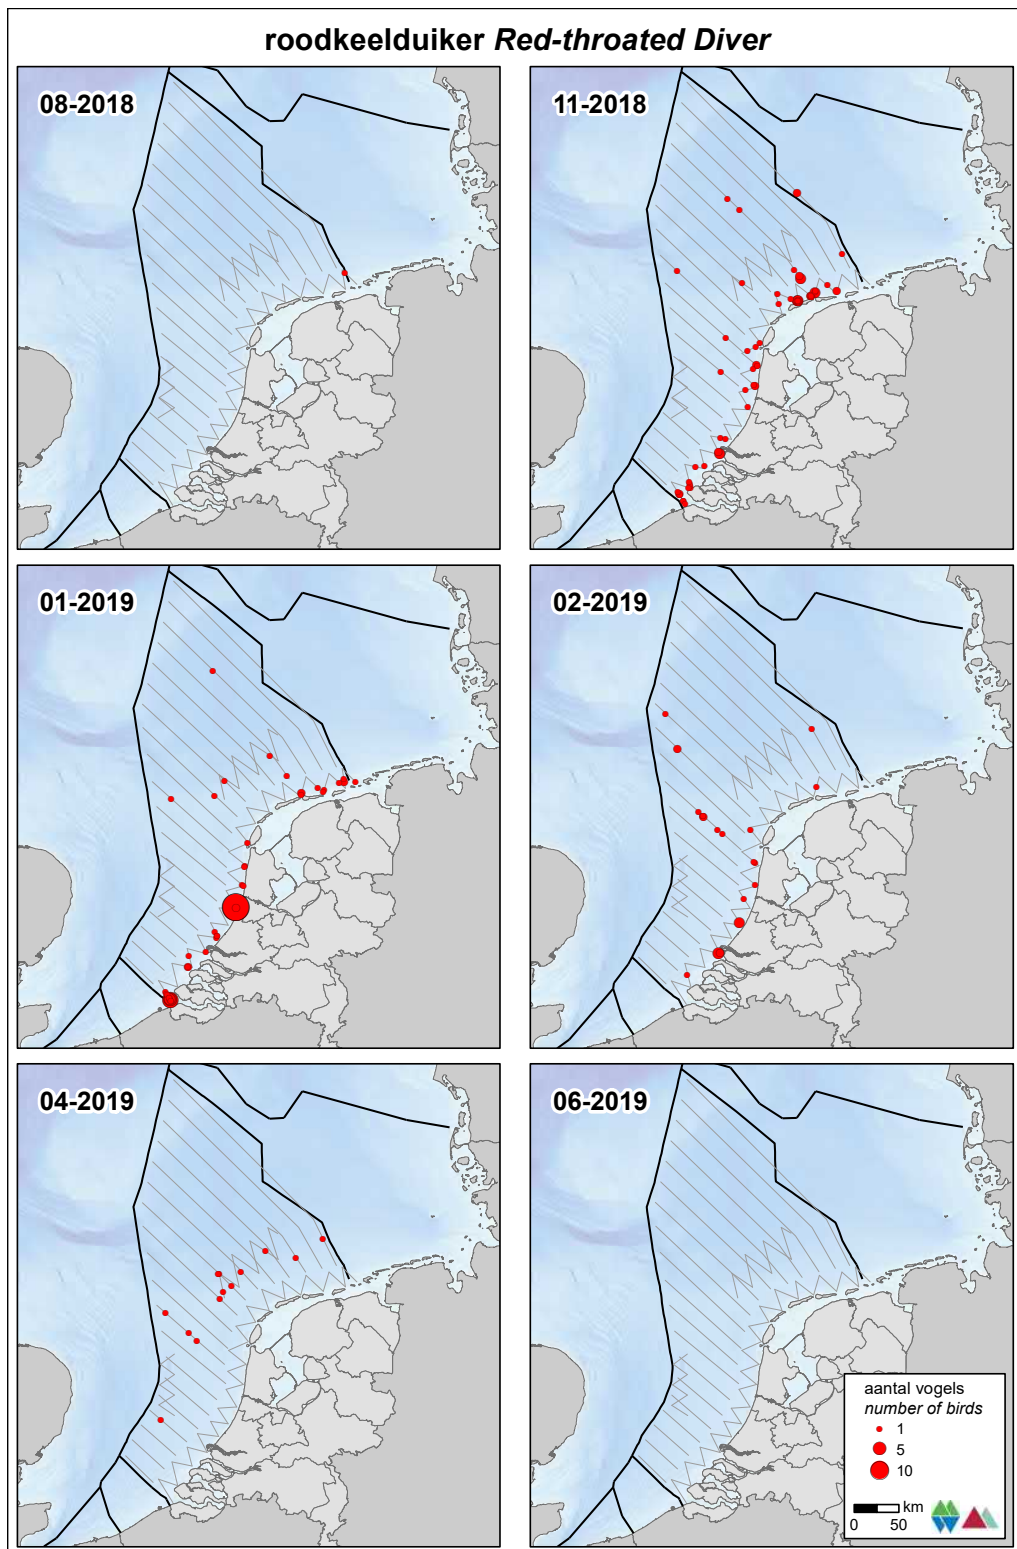 roodkeelduiker Red-throated Diver
08-2018
11-2018
01-2019
02-2019
04-2019
06-2019
aantal vogels
number of birds
1
5
10
km
0 50